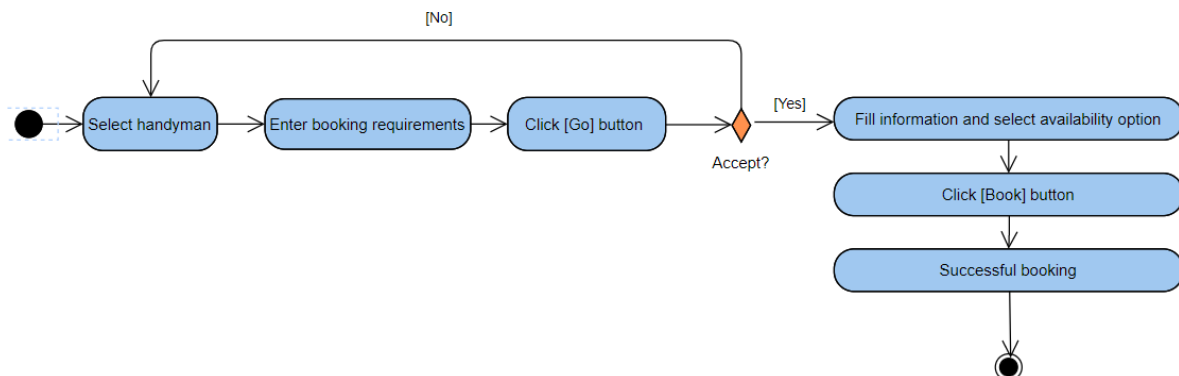 [No]
Select handyman
Enter booking requirements
Click [Go] button
Accept?
[Yes]
Fill information and select availability option
Click [Book] button
Successful booking